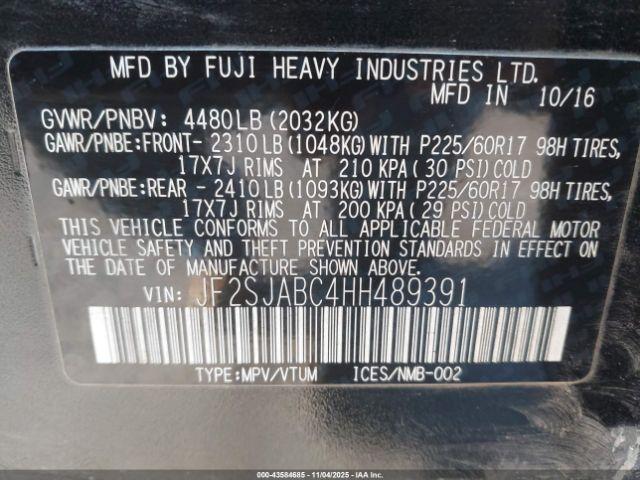 MFD BY FUJI HEAVY INDUSTRIES LTD.
MFD IN 10/16
GVWR/PNBV: 4480LB(2032KG)
GAWR/PNBE:FRONT- 2310LB(1048KG)WITH P225/60R17 98H TIRES,
17X7J RIMS AT 210 KPA(30 PSI)COLD
GAWR/PNBE:REAR - 2410LB(1093KG)WITH P225/60R17 98H TIRES,
17X7J RIMS AT 200 KPA(29 PSI)COLD
THIS VEHICLE CONFORMS TO ALL APPLICABLE FEDERAL MOTOR
VEHICLE SAFETY AND THEFT PREVENTION STANDARDS IN EFFECT ON
THE DATE OF MANUFACTURE SHOWN ABOVE.
VIN: JF2SJABC4HH489391
TYPE:MPV/VTUM ICES/NMB-002
000-43584685 - 11/04/2025 - IAA Inc.